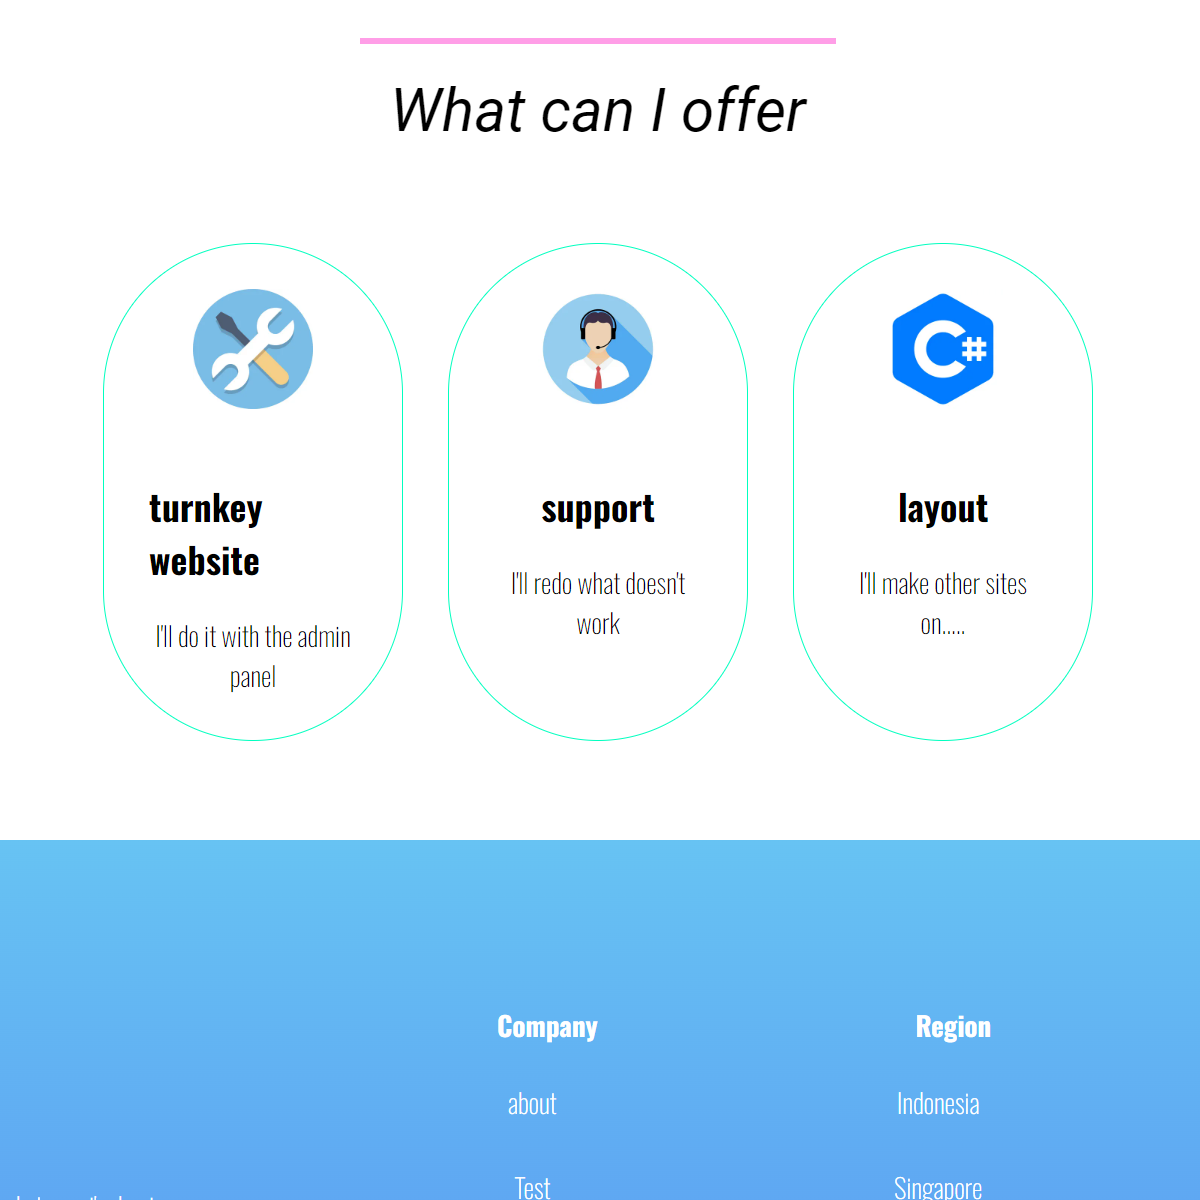 What can I offer
C#
turnkey
website
I'll do it with the admin
panel
support
I'll redo what doesn't
work
layout
I'll make other sites
on.....
Company
Region
about
Indonesia
Test
Singapore